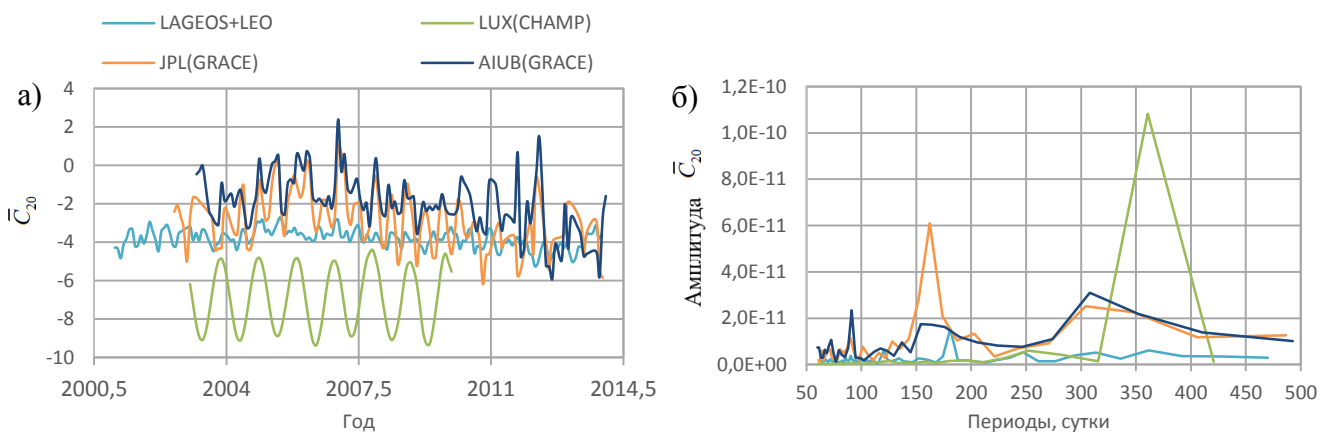 LAGEOS+LEO
LUX(CHAMP)
JPL(GRACE)
AIUB(GRACE)
а)
4
2
0
-2
-4
-6
-8
-10
C̅₂₀
2000,5
2004
2007,5
2011
2014,5
Год
б)
1,2E-10
1,0E-10
8,0E-11
6,0E-11
4,0E-11
2,0E-11
0,0E+00
Амплитуда C̅₂₀
50
100
150
200
250
300
350
400
450
500
Периоды, сутки